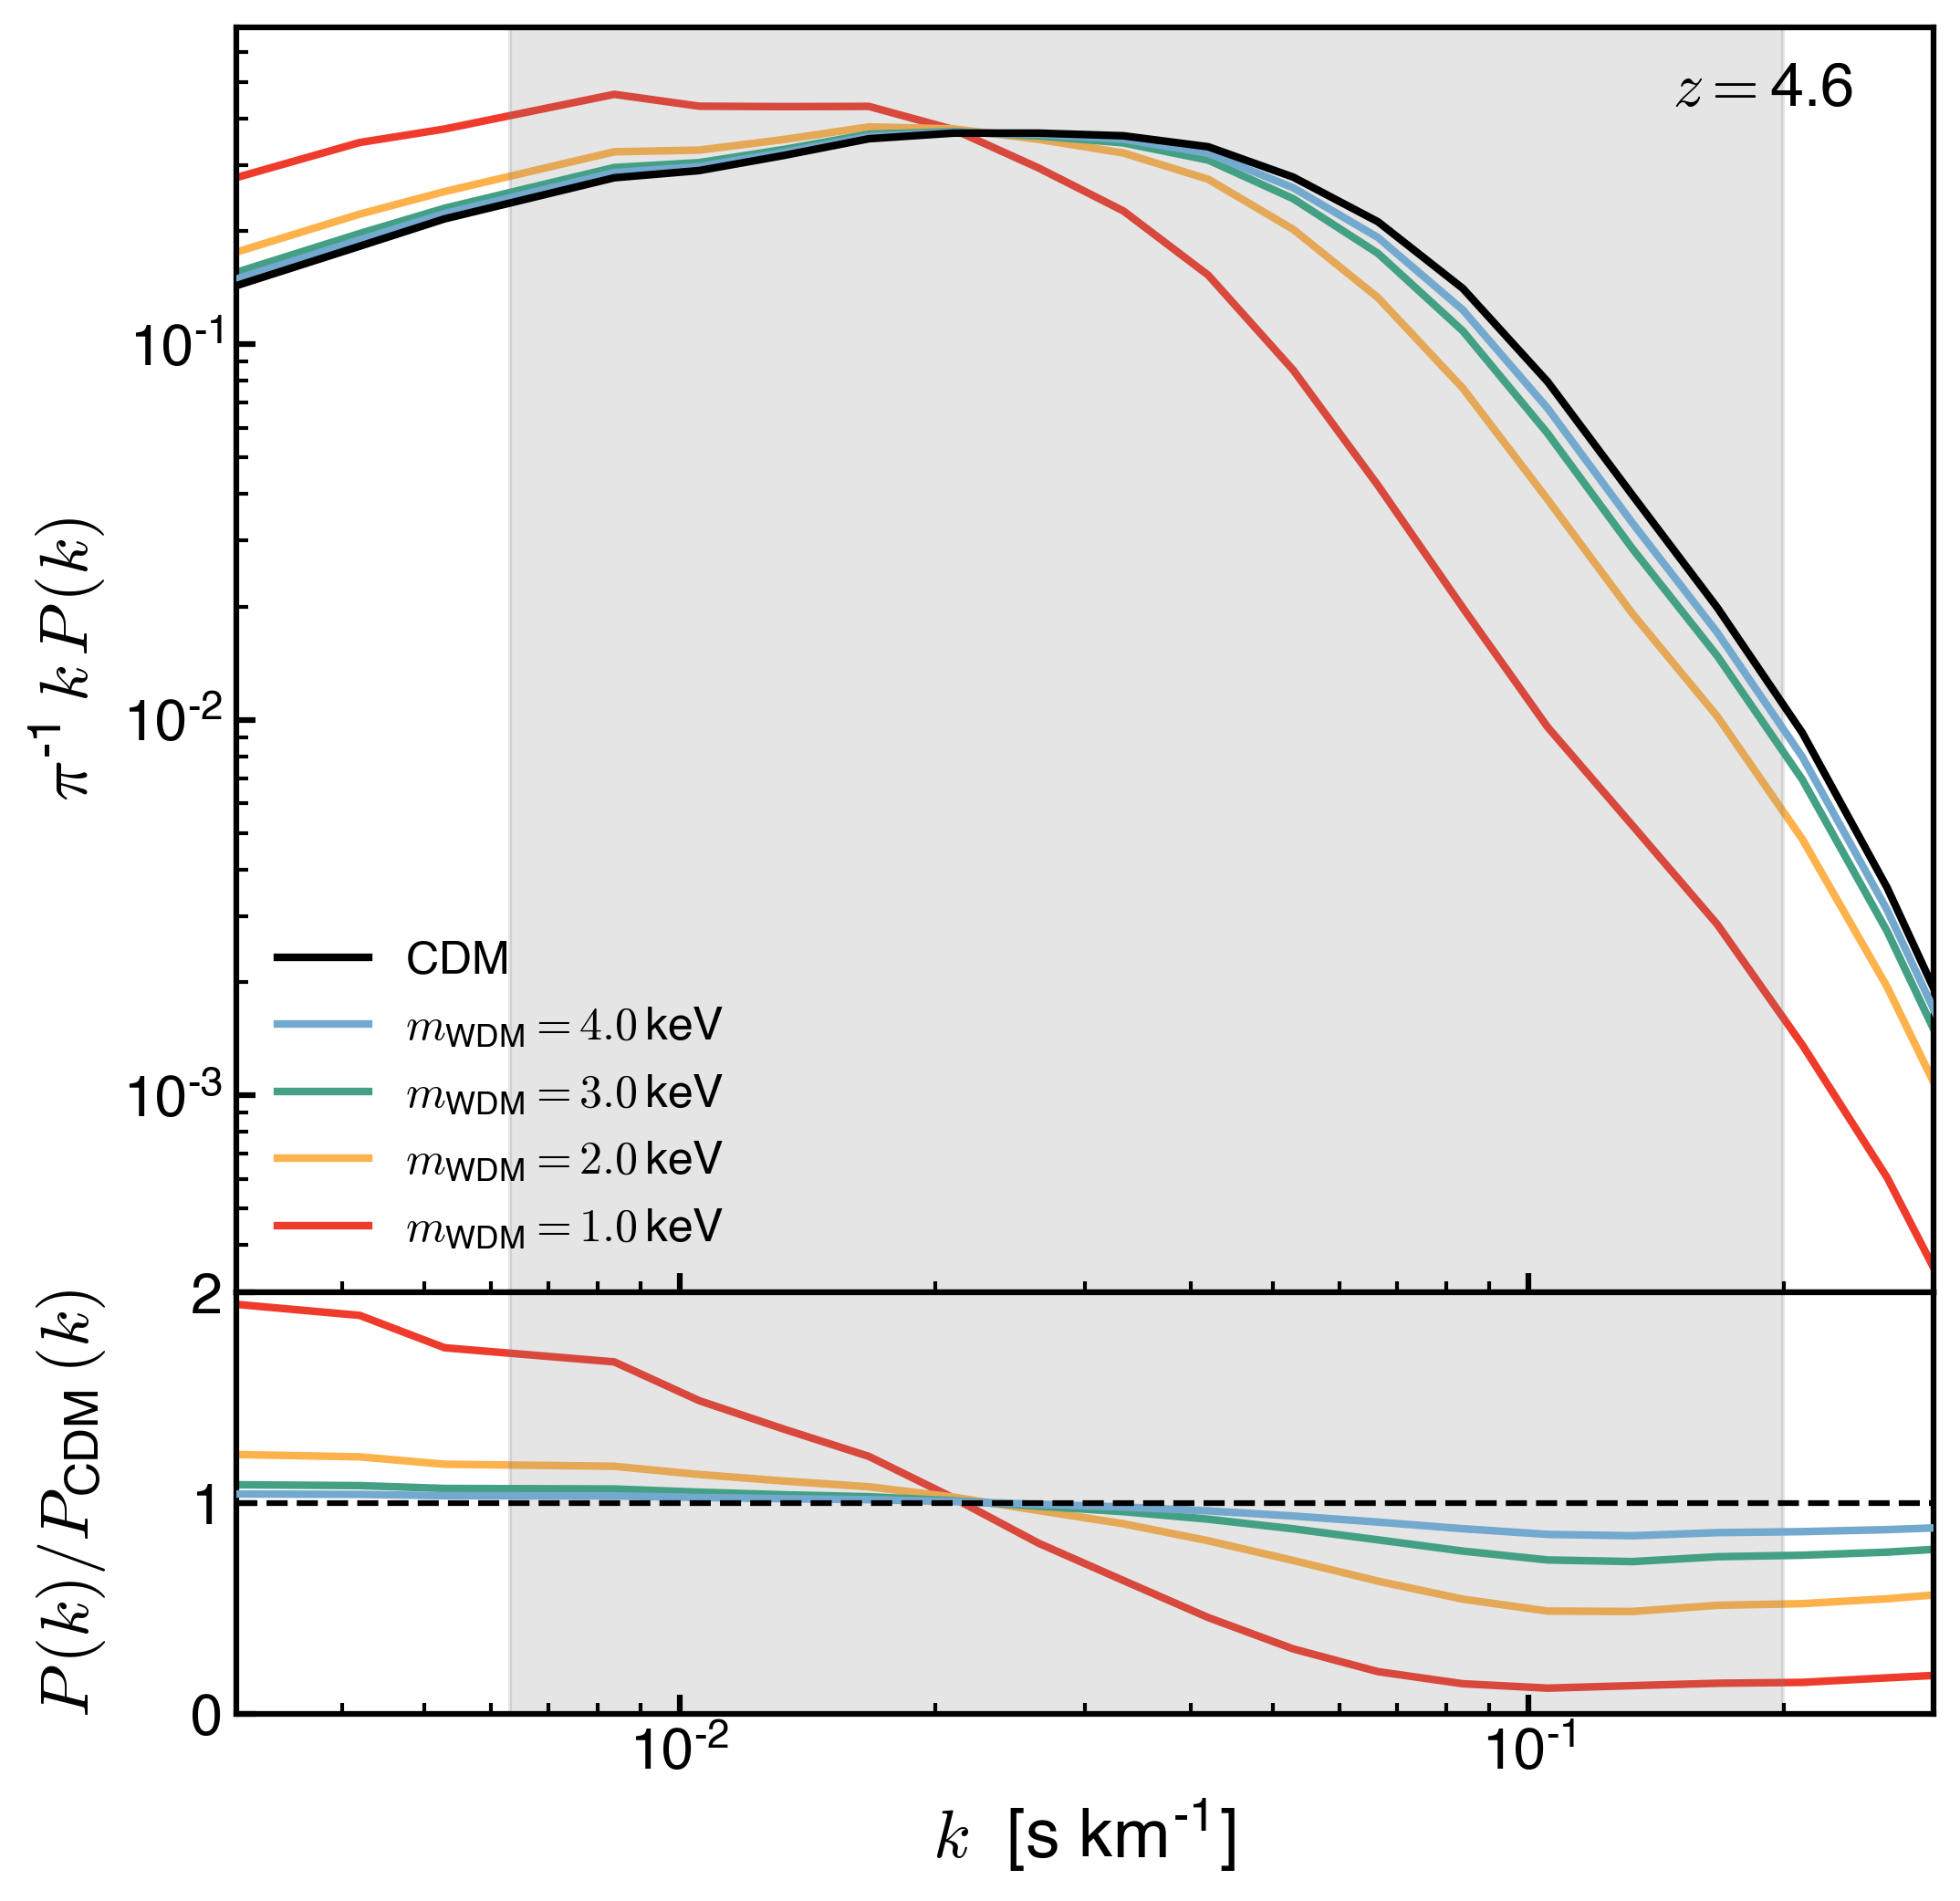 z = 4.6
π⁻¹ k P(k)
10⁻¹
10⁻²
10⁻³
CDM
m_WDM = 4.0 keV
m_WDM = 3.0 keV
m_WDM = 2.0 keV
m_WDM = 1.0 keV
P(k)/P_CDM(k)
2
1
0
10⁻²
10⁻¹
k [s km⁻¹]